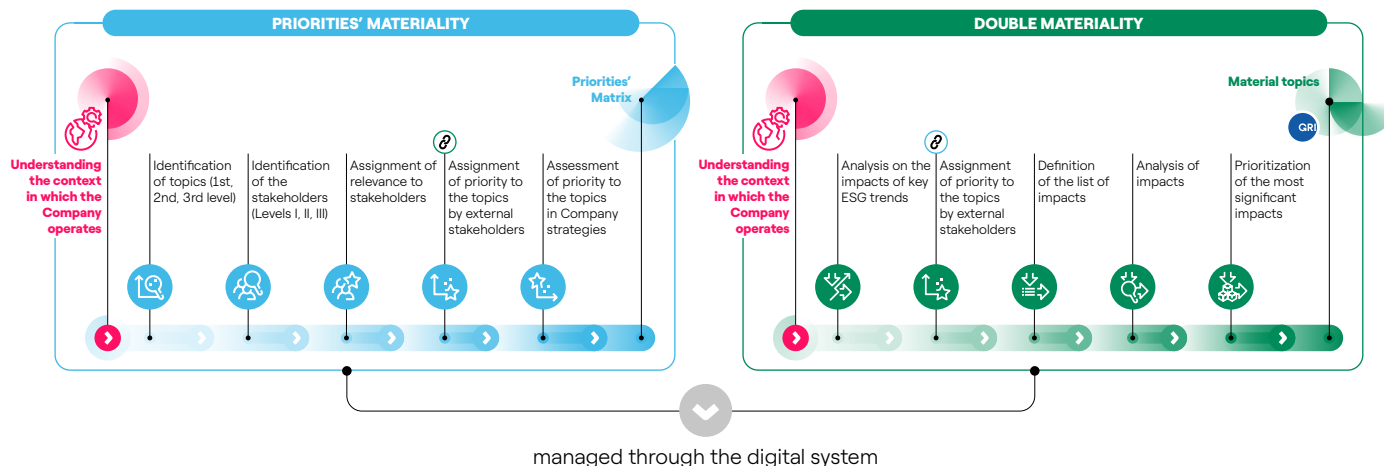 PRIORITIES’ MATERIALITY
Priorities’
Matrix
Understanding
the context
in which the
Company
operates
Identification
of topics (1st,
2nd, 3rd level)
Identification
of the
stakeholders
(Levels I, II, III)
Assignment of
relevance to
stakeholders
Assignment
of priority to
the topics
by external
stakeholders
Assessment
of priority to
the topics
in Company
strategies
DOUBLE MATERIALITY
Material topics
GRI
Understanding
the context
in which the
Company
operates
Analysis on the
impacts of key
ESG trends
Assignment
of priority to the
topics
by external
stakeholders
Definition
of the list of
impacts
Analysis of
impacts
Prioritization
of the most
significant
impacts
managed through the digital system